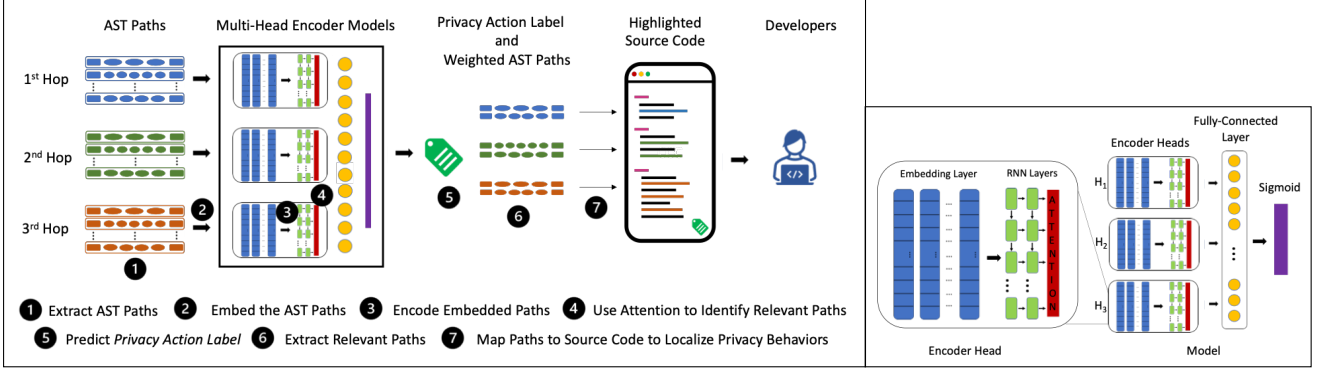 AST Paths
Multi-Head Encoder Models
Privacy Action Label
and
Weighted AST Paths
Highlighted
Source Code
Developers
1st Hop
2nd Hop
3rd Hop
1
2
3
4
5
6
7
</>
1 Extract AST Paths 2 Embed the AST Paths 3 Encode Embedded Paths 4 Use Attention to Identify Relevant Paths
5 Predict Privacy Action Label 6 Extract Relevant Paths 7 Map Paths to Source Code to Localize Privacy Behaviors
Embedding Layer
RNN Layers
ATTENTION
Encoder Head
Encoder Heads
Fully-Connected
Layer
Sigmoid
H1
H2
H3
Model